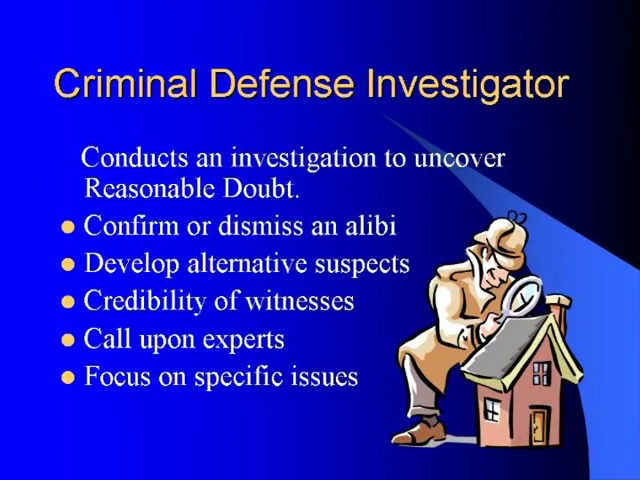 Criminal Defense Investigator
Conducts an investigation to uncover
Reasonable Doubt.
Confirm or dismiss an alibi
Develop alternative suspects
Credibility of witnesses
Call upon experts
Focus on specific issues